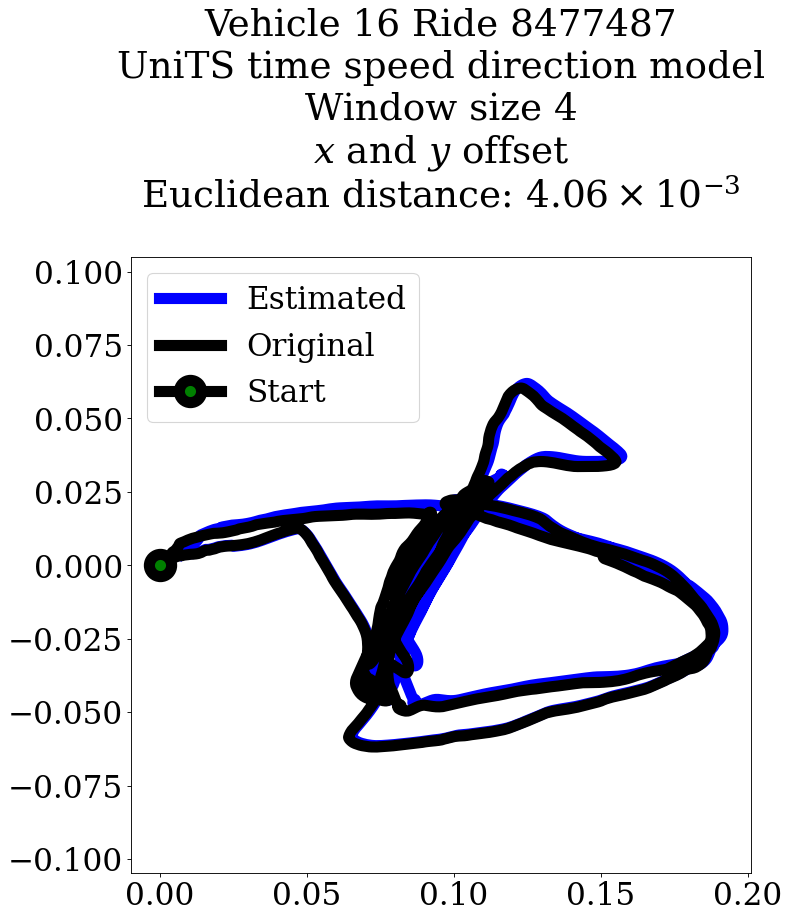 Vehicle 16 Ride 8477487
UniTS time speed direction model
Window size 4
x and y offset
Euclidean distance: 4.06 × 10⁻³
0.100
0.075
0.050
0.025
0.000
−0.025
−0.050
−0.075
−0.100
Estimated
Original
Start
0.00 0.05 0.10 0.15 0.20